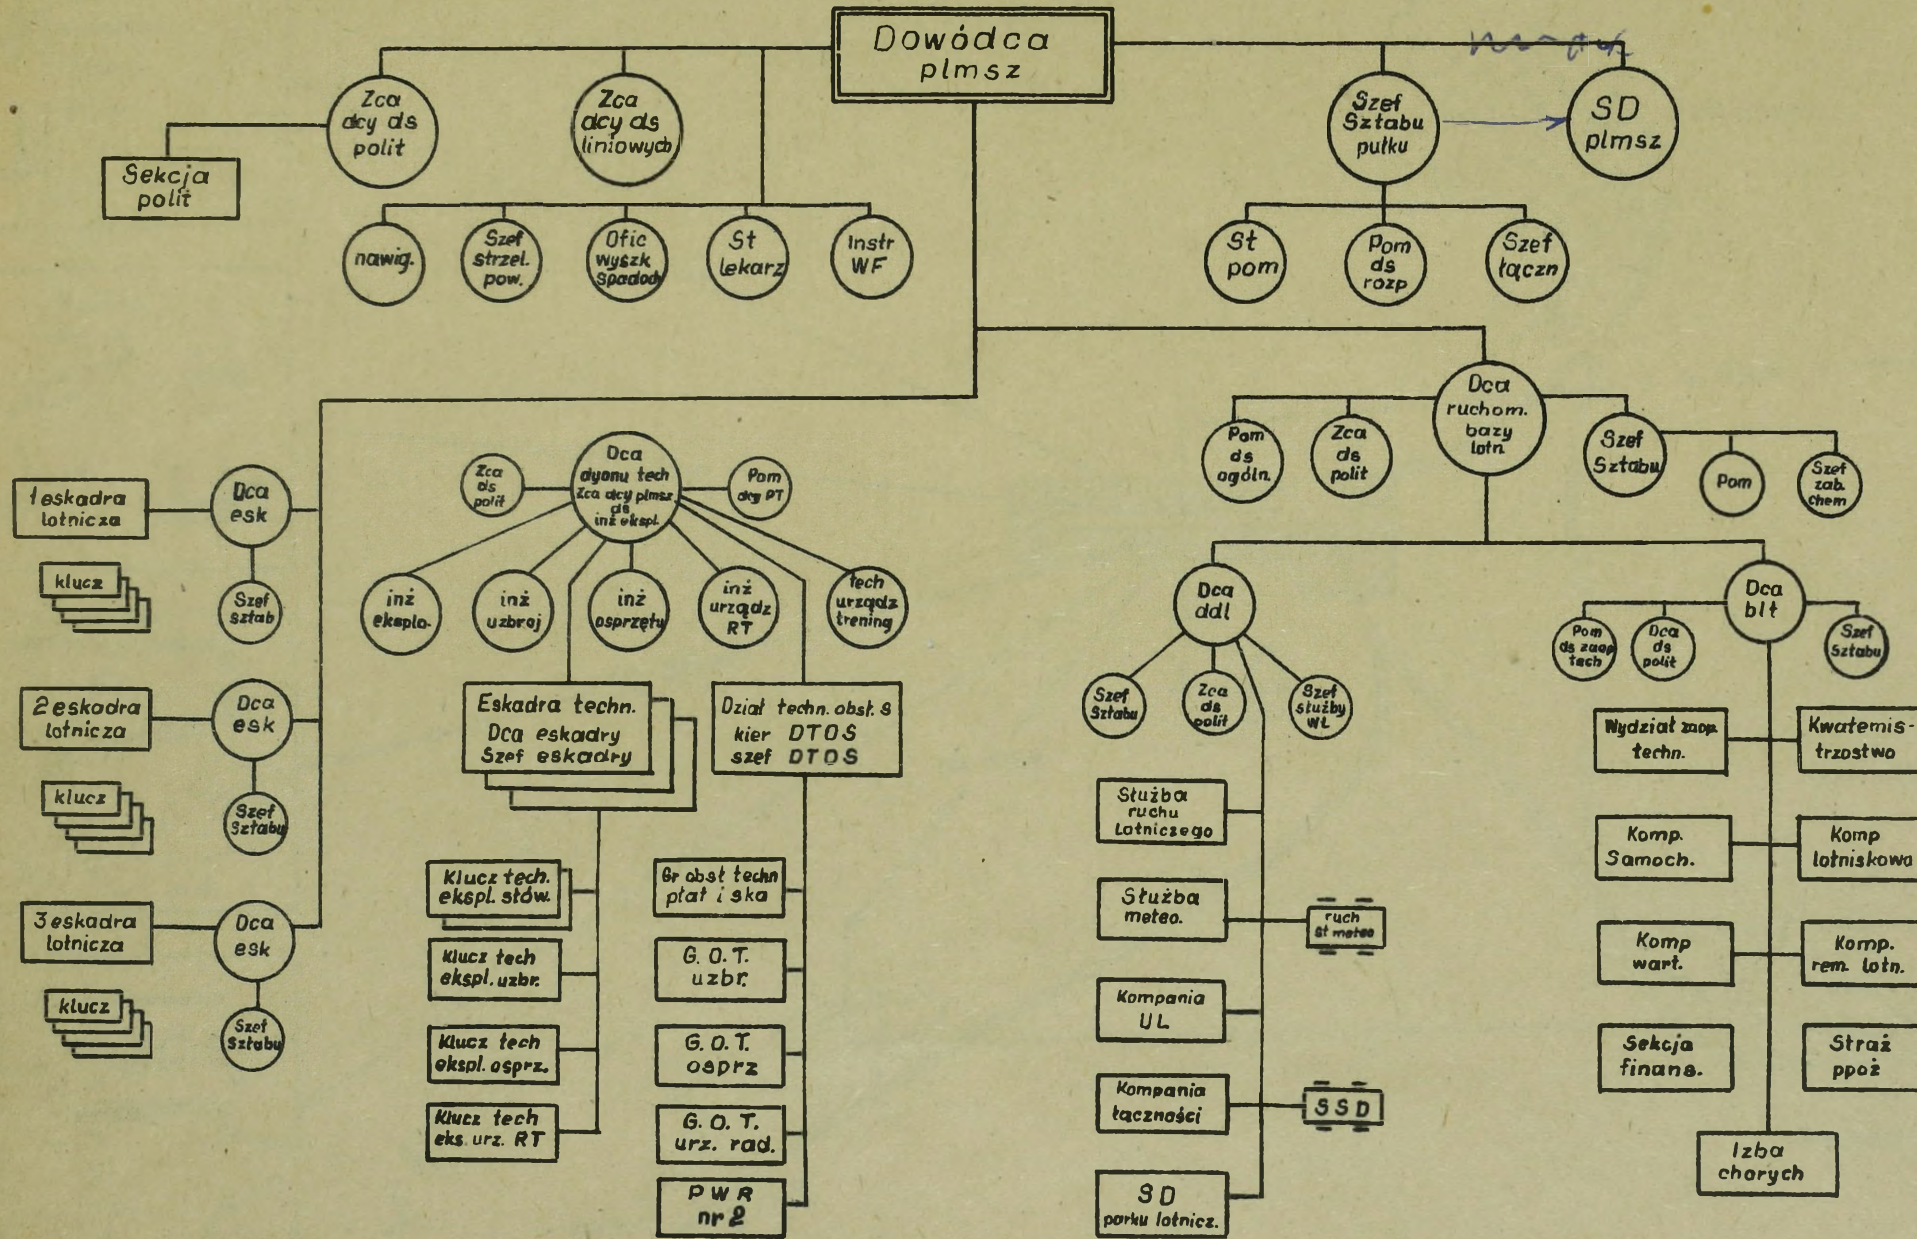 Dowódca
plmsz
Zca
dcy ds
polit
Zca
dcy ds
liniowych
Szef
Sztabu
pułku
SD
plmsz
Sekcja
polit
nawig.
Szef
strzel.
pow.
Ofic
wyszk
Spadoch
St
lekarz
Instr
WF
St
pom
Pom
ds
rozp
Szef
łączn
Dca
ruchom.
bazy
lotn.
Pom
ds
ogóln.
Zca
ds
polit
Szef
Sztabu
Pom
Szef
zab.
chem
1 eskadra
lotnicza
Dca
esk
klucz
Szef
sztab
2 eskadra
lotnicza
Dca
esk
klucz
Szef
Sztabu
3 eskadra
lotnicza
Dca
esk
klucz
Szef
Sztabu
Zca
ds
polit
Dca
dyonu tech
Zca dcy plmsz
ds
inż ekspl.
Pom
dcy PT
inż
eksplo-
inż
uzbroj
inż
osprzętu
inż
urządz
RT
tech
urządz
trening
Eskadra techn.
Dca eskadry
Szef eskadry
Dział techn. obsł. S
kier DTOS
szef DTOS
Klucz tech.
ekspl. stów.
Klucz tech
ekspl. uzbr.
Klucz tech
ekspl. osprz.
Klucz tech
eks. urz. RT
Gr obsł techn
płat i ska
G. O. T.
uzbr.
G. O. T.
osprz
G. O. T.
urz. rad.
PWR
nr 2
Dca
ddl
Szef
Sztabu
Zca
ds
polit
Szef
służby
WŁ
Służba
ruchu
Lotniczego
Służba
meteo.
ruch
st meteo
Kompania
UL
Kompania
łączności
SSD
SD
parku lotnicz.
Dca
blt
Pom
ds zaop
tech
Dca
ds
polit
Szef
Sztabu
Wydział zaop.
techn.
Kwatemis-
trzostwo
Komp.
Samoch.
Komp
lotniskowa
Komp
wart.
Komp.
rem. lotn.
Sekcja
finans.
Straż
ppoż
Izba
chorych